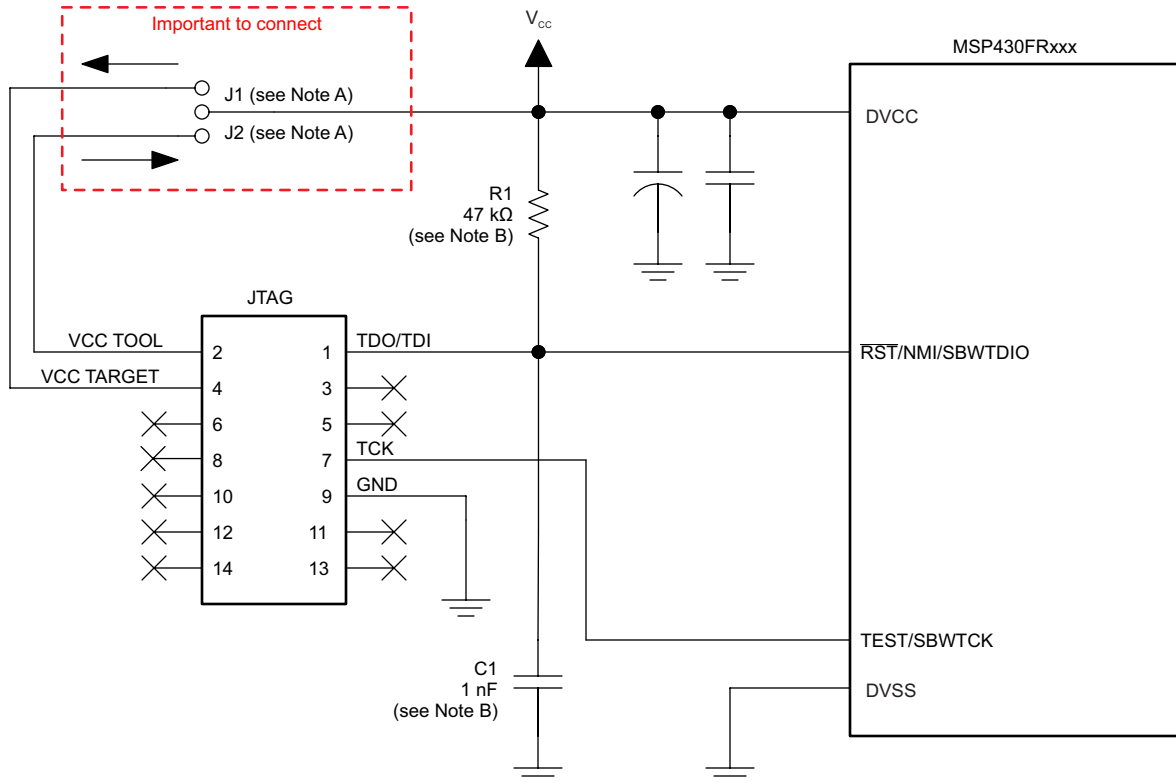 Important to connect
J1 (see Note A)
J2 (see Note A)
VCC
MSP430FRxxx
DVCC
R1
47 kΩ
(see Note B)
JTAG
VCC TOOL
2
1
TDO/TDI
RST/NMI/SBWTDIO
VCC TARGET
4
3
6
5
8
7
TCK
10
9
GND
12
11
14
13
TEST/SBWTCK
C1
1 nF
(see Note B)
DVSS